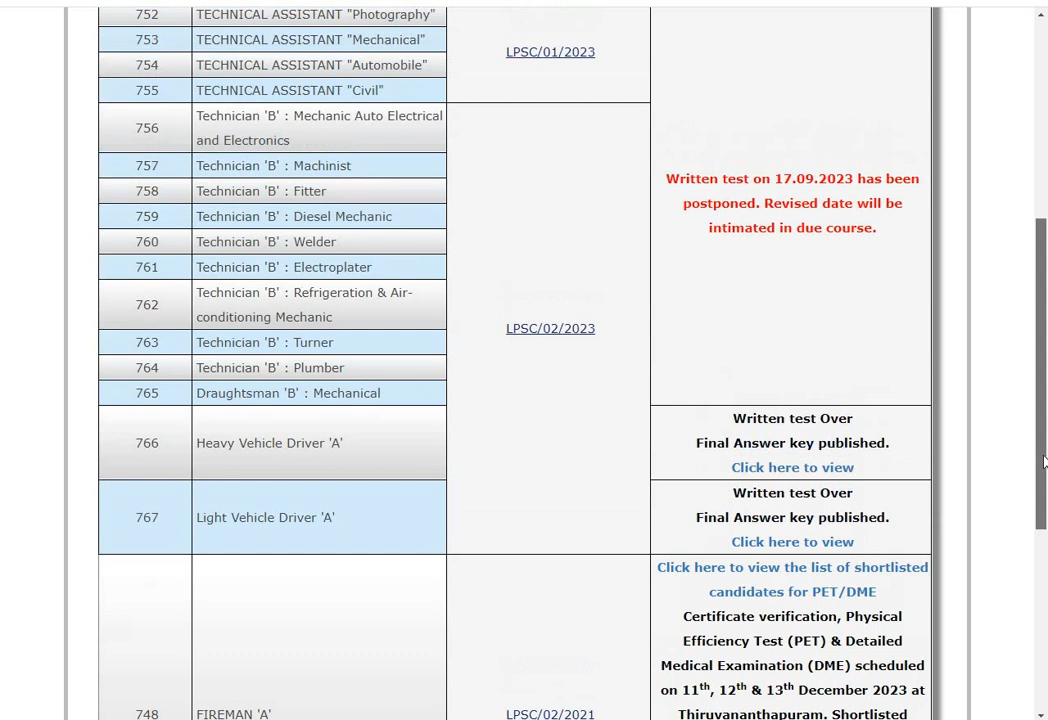 752
TECHNICAL ASSISTANT "Photography"
753
TECHNICAL ASSISTANT "Mechanical"
754
TECHNICAL ASSISTANT "Automobile"
755
TECHNICAL ASSISTANT "Civil"
LPSC/01/2023
756
Technician 'B' : Mechanic Auto Electrical
and Electronics
757
Technician 'B' : Machinist
758
Technician 'B' : Fitter
759
Technician 'B' : Diesel Mechanic
760
Technician 'B' : Welder
761
Technician 'B' : Electroplater
762
Technician 'B' : Refrigeration & Air-
conditioning Mechanic
763
Technician 'B' : Turner
764
Technician 'B' : Plumber
765
Draughtsman 'B' : Mechanical
LPSC/02/2023
Written test on 17.09.2023 has been
postponed. Revised date will be
intimated in due course.
766
Heavy Vehicle Driver 'A'
Written test Over
Final Answer key published.
Click here to view
767
Light Vehicle Driver 'A'
Written test Over
Final Answer key published.
Click here to view
748
FIREMAN 'A'
LPSC/02/2021
Click here to view the list of shortlisted
candidates for PET/DME
Certificate verification, Physical
Efficiency Test (PET) & Detailed
Medical Examination (DME) scheduled
on 11th, 12th & 13th December 2023 at
Thiruvananthapuram. Shortlisted